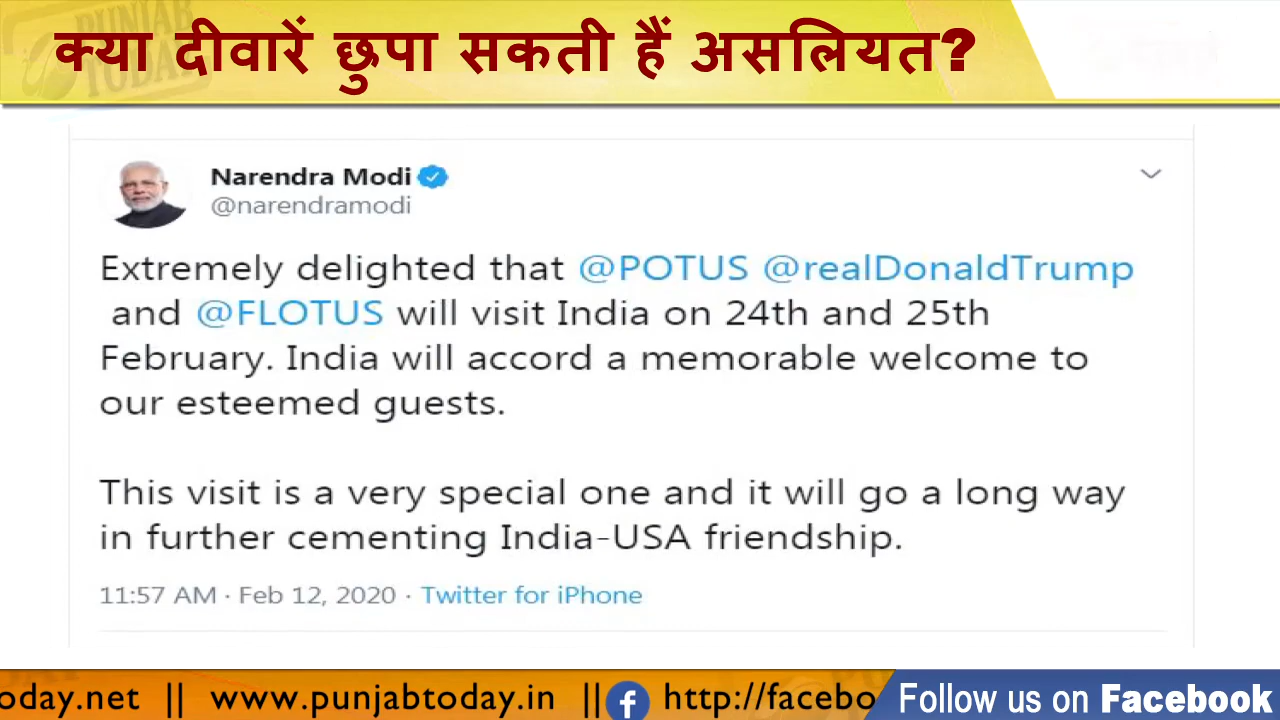 PUNJAB
TODAY
क्या दीवारें छुपा सकती हैं असलियत?
Narendra Modi
@narendramodi
Extremely delighted that @POTUS @realDonaldTrump
and @FLOTUS will visit India on 24th and 25th
February. India will accord a memorable welcome to
our esteemed guests.
This visit is a very special one and it will go a long way
in further cementing India-USA friendship.
11:57 AM · Feb 12, 2020 · Twitter for iPhone
oday.net || www.punjabtoday.in || f http://facebo Follow us on Facebook